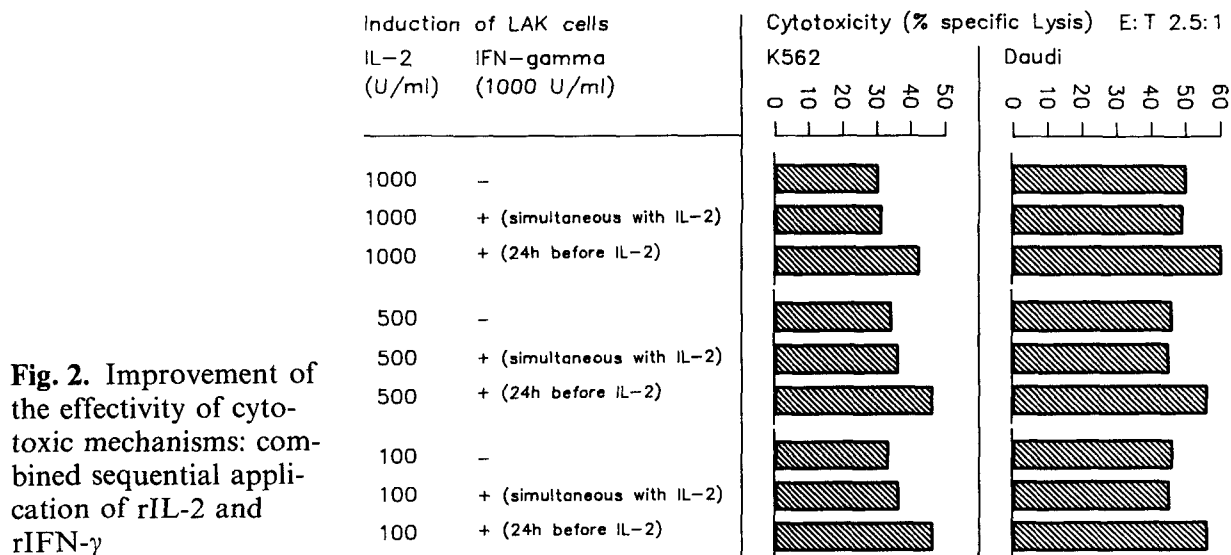 Induction of LAK cells
IL-2 IFN-gamma
(U/ml) (1000 U/ml)
Cytotoxicity (% specific Lysis) E:T 2.5:1
K562 Daudi
0 10 20 30 40 50
0 10 20 30 40 50 60
1000 -
1000 + (simultaneous with IL-2)
1000 + (24h before IL-2)
500 -
500 + (simultaneous with IL-2)
500 + (24h before IL-2)
100 -
100 + (simultaneous with IL-2)
100 + (24h before IL-2)
Fig. 2. Improvement of
the effectivity of cyto-
toxic mechanisms: com-
bined sequential appli-
cation of rIL-2 and
rIFN-γ